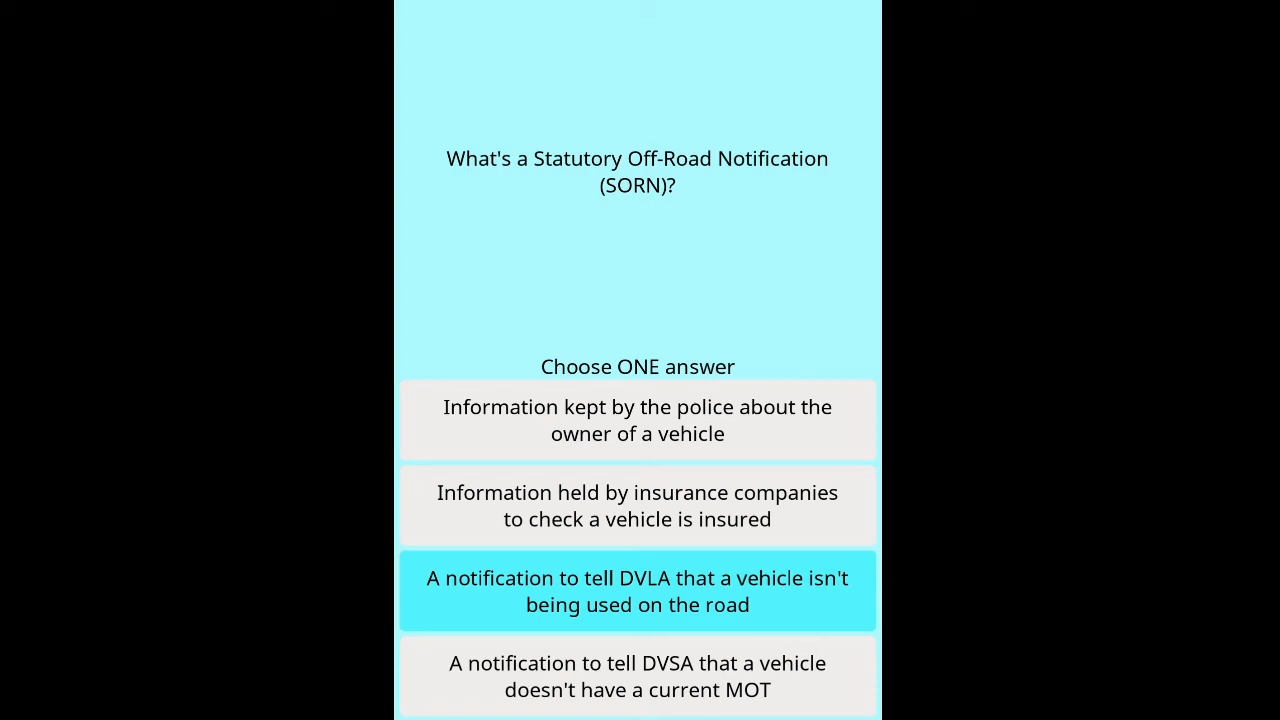 What's a Statutory Off-Road Notification
(SORN)?
Choose ONE answer
Information kept by the police about the
owner of a vehicle
Information held by insurance companies
to check a vehicle is insured
A notification to tell DVLA that a vehicle isn't
being used on the road
A notification to tell DVSA that a vehicle
doesn't have a current MOT